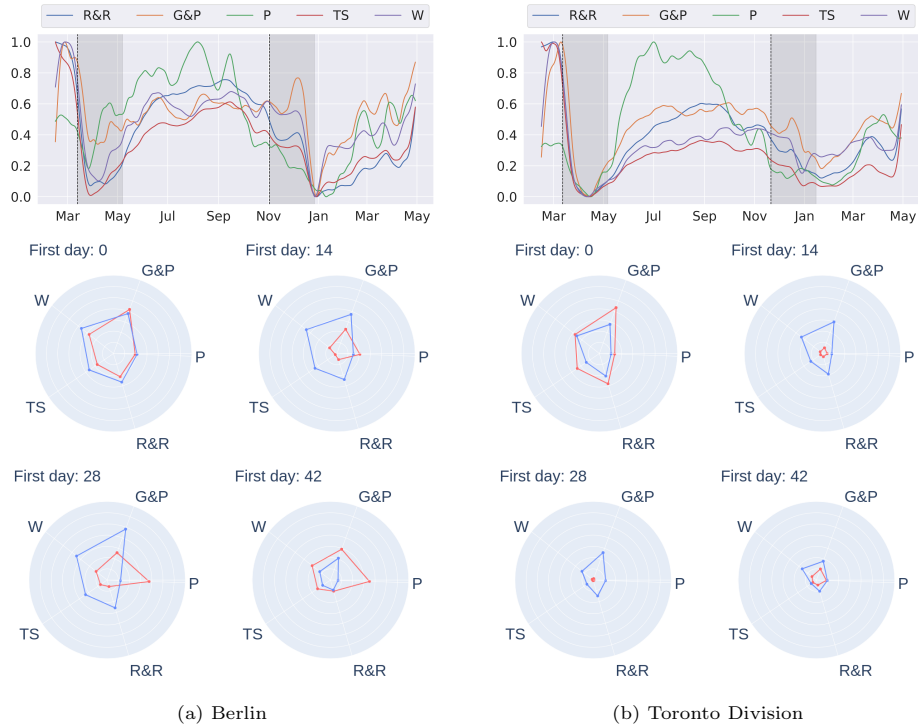 R&R G&P P TS W
1.0
0.8
0.6
0.4
0.2
0.0
Mar May Jul Sep Nov Jan Mar May
First day: 0
G&P
W
P
TS
R&R
First day: 14
G&P
W
P
TS
R&R
First day: 28
G&P
W
P
TS
R&R
First day: 42
G&P
W
P
TS
R&R
(a) Berlin
R&R G&P P TS W
1.0
0.8
0.6
0.4
0.2
0.0
Mar May Jul Sep Nov Jan Mar May
First day: 0
G&P
W
P
TS
R&R
First day: 14
G&P
W
P
TS
R&R
First day: 28
G&P
W
P
TS
R&R
First day: 42
G&P
W
P
TS
R&R
(b) Toronto Division